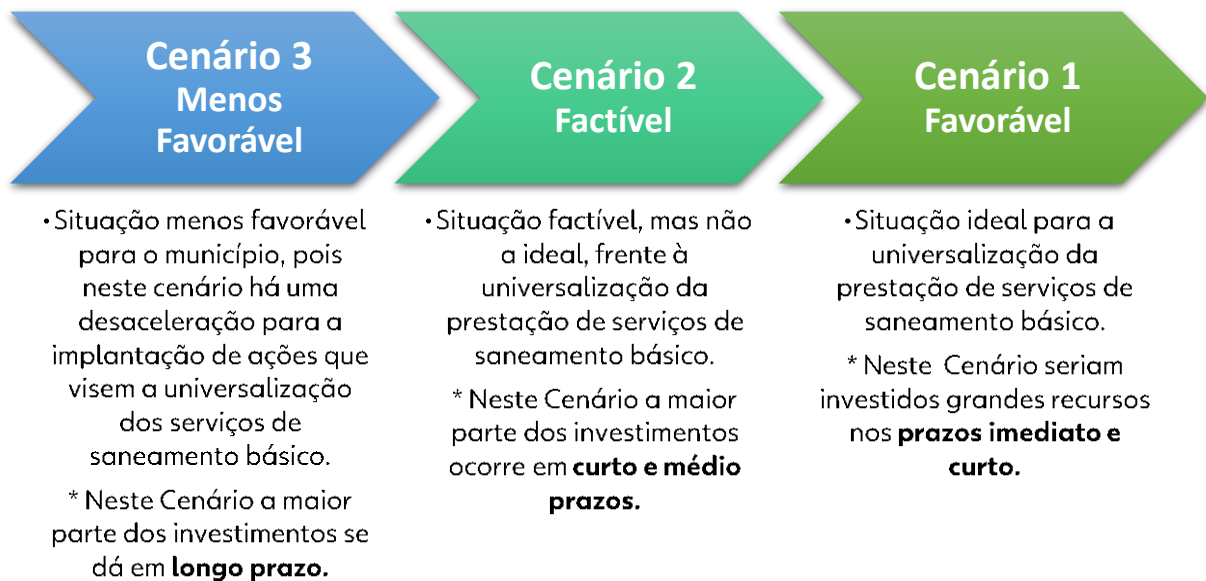 Cenário 3
Menos
Favorável
• Situação menos favorável
para o município, pois
neste cenário há uma
desaceleração para a
implantação de ações que
visem a universalização
dos serviços de
saneamento básico.
* Neste Cenário a maior
parte dos investimentos se
dá em longo prazo.
Cenário 2
Factível
• Situação factível, mas não
a ideal, frente à
universalização da
prestação de serviços de
saneamento básico.
* Neste Cenário a maior
parte dos investimentos
ocorre em curto e médio
prazos.
Cenário 1
Favorável
• Situação ideal para a
universalização da
prestação de serviços de
saneamento básico.
* Neste Cenário seriam
investidos grandes recursos
nos prazos imediato e
curto.